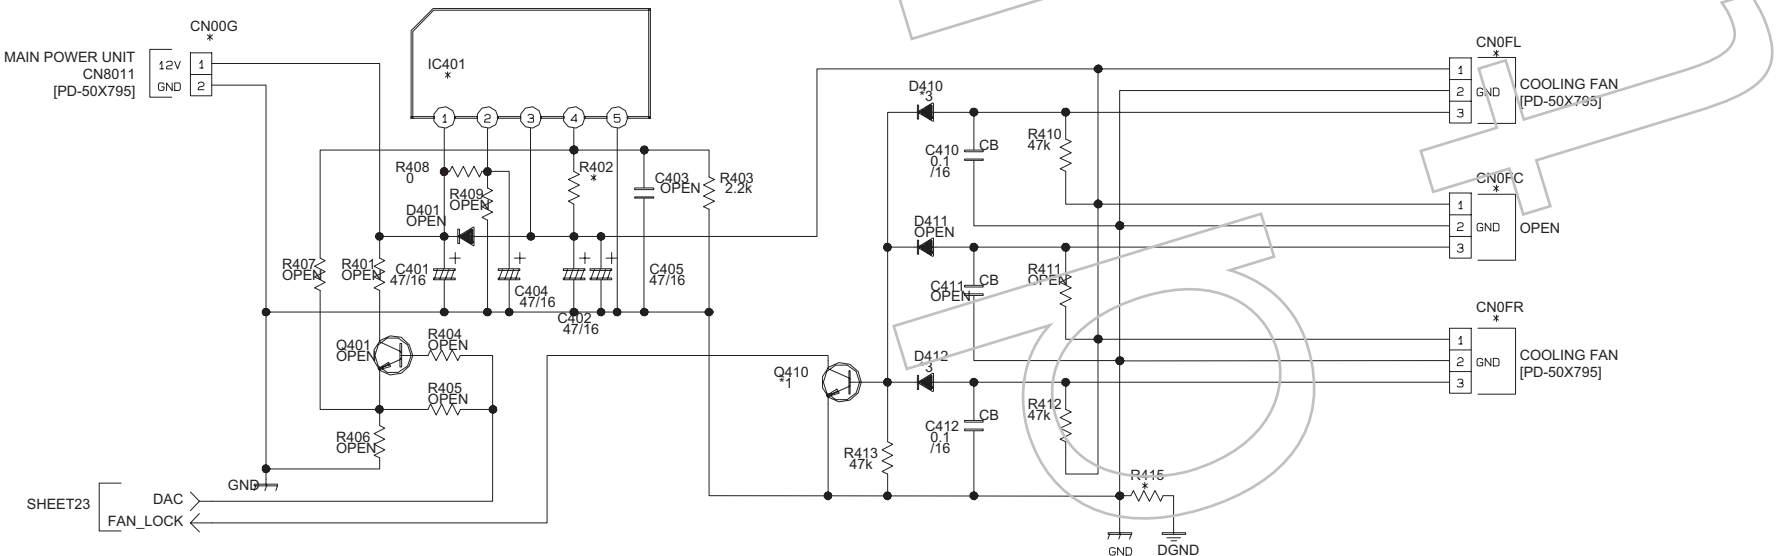 CN00G
*
MAIN POWER UNIT
CN8011
[PD-50X795]
12V
GND
1
2
IC401
*
1
2
3
4
5
R408
0
R409
OPEN
D401
OPEN
R402
*
C403
OPEN
R403
2.2k
R407
OPEN
R401
OPEN
C401
47/16
+
C404
47/16
+
C402
47/16
+
+
C405
47/16
Q401
OPEN
R404
OPEN
R405
OPEN
R406
OPEN
GND
SHEET23
DAC
FAN_LOCK
Q410
*1
R413
47k
D410
*3
C410
0.1
/16
CB
R410
47k
D411
OPEN
C411
OPEN
CB
R411
OPEN
D412
3
C412
0.1
/16
CB
R412
47k
R415
*
GND
DGND
CN0FL
*
1
2
3
GND
COOLING FAN
[PD-50X795]
CN0FC
*
1
2
3
GND
OPEN
CN0FR
*
1
2
3
GND
COOLING FAN
[PD-50X795]